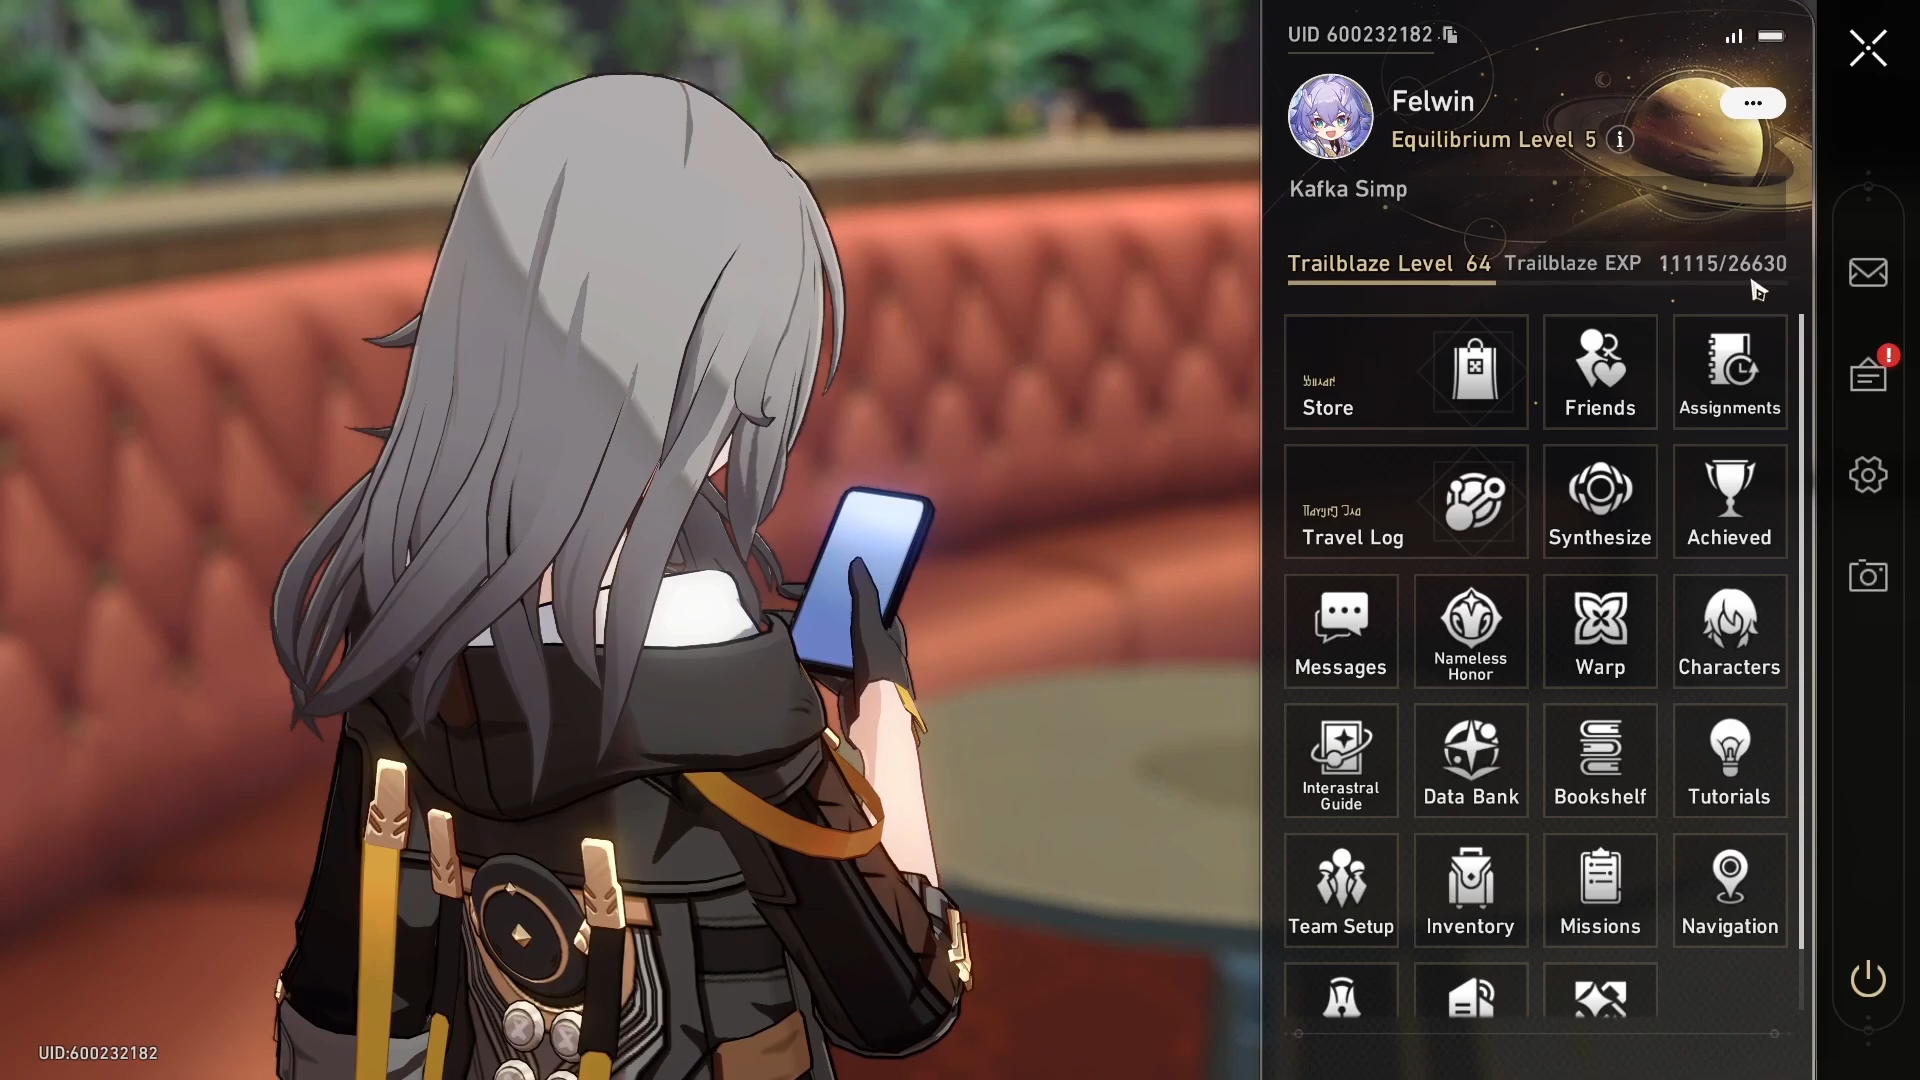 UID 600232182
Felwin
Equilibrium Level 5
Kafka Simp
Trailblaze Level 64 Trailblaze EXP 11115/26630
Store
Friends
Assignments
Travel Log
Synthesize
Achieved
Messages
Nameless
Honor
Warp
Characters
Interastral
Guide
Data Bank
Bookshelf
Tutorials
Team Setup
Inventory
Missions
Navigation
UID:600232182